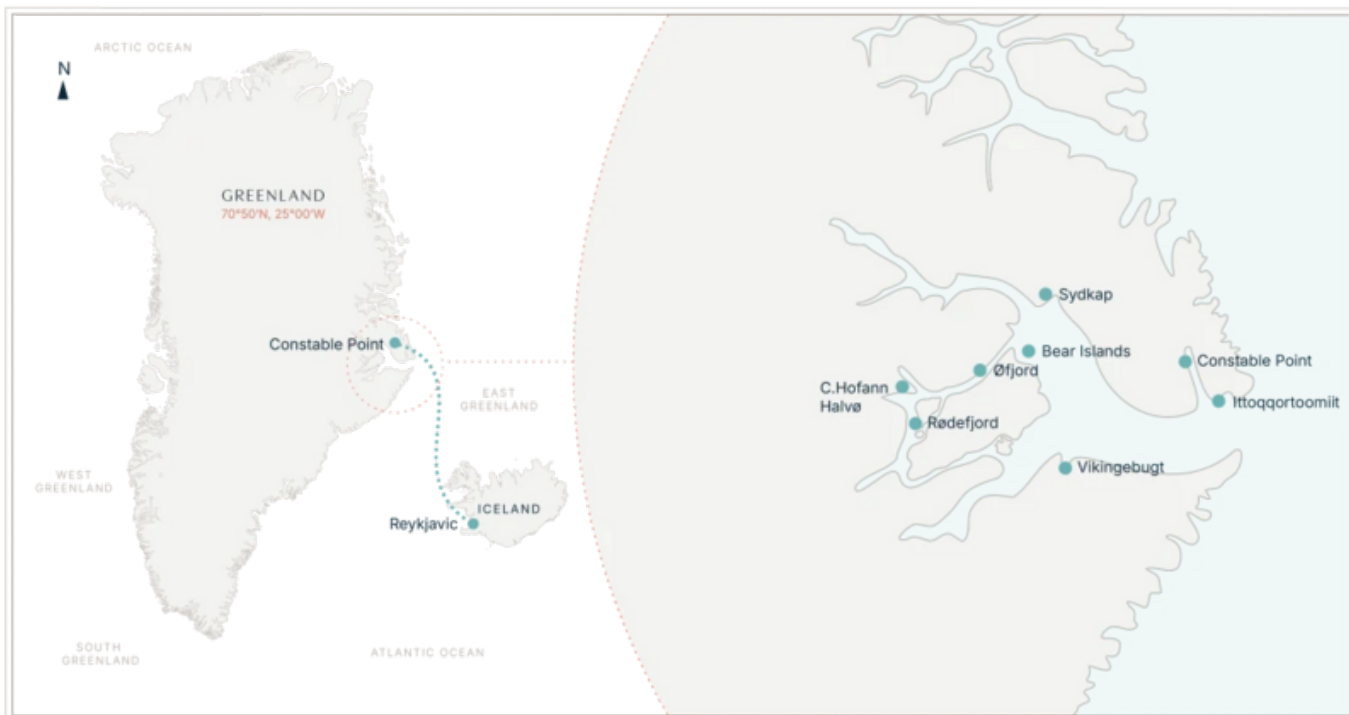 ARCTIC OCEAN
N
GREENLAND
70°50'N, 25°00'W
Constable Point
EAST
GREENLAND
WEST
GREENLAND
ICELAND
Reykjavic
SOUTH
GREENLAND
ATLANTIC OCEAN
Sydkap
Bear Islands
Constable Point
Øfjord
C.Hofann
Halvø
Ittoqqortoomiit
Rødefjord
Vikingebugt